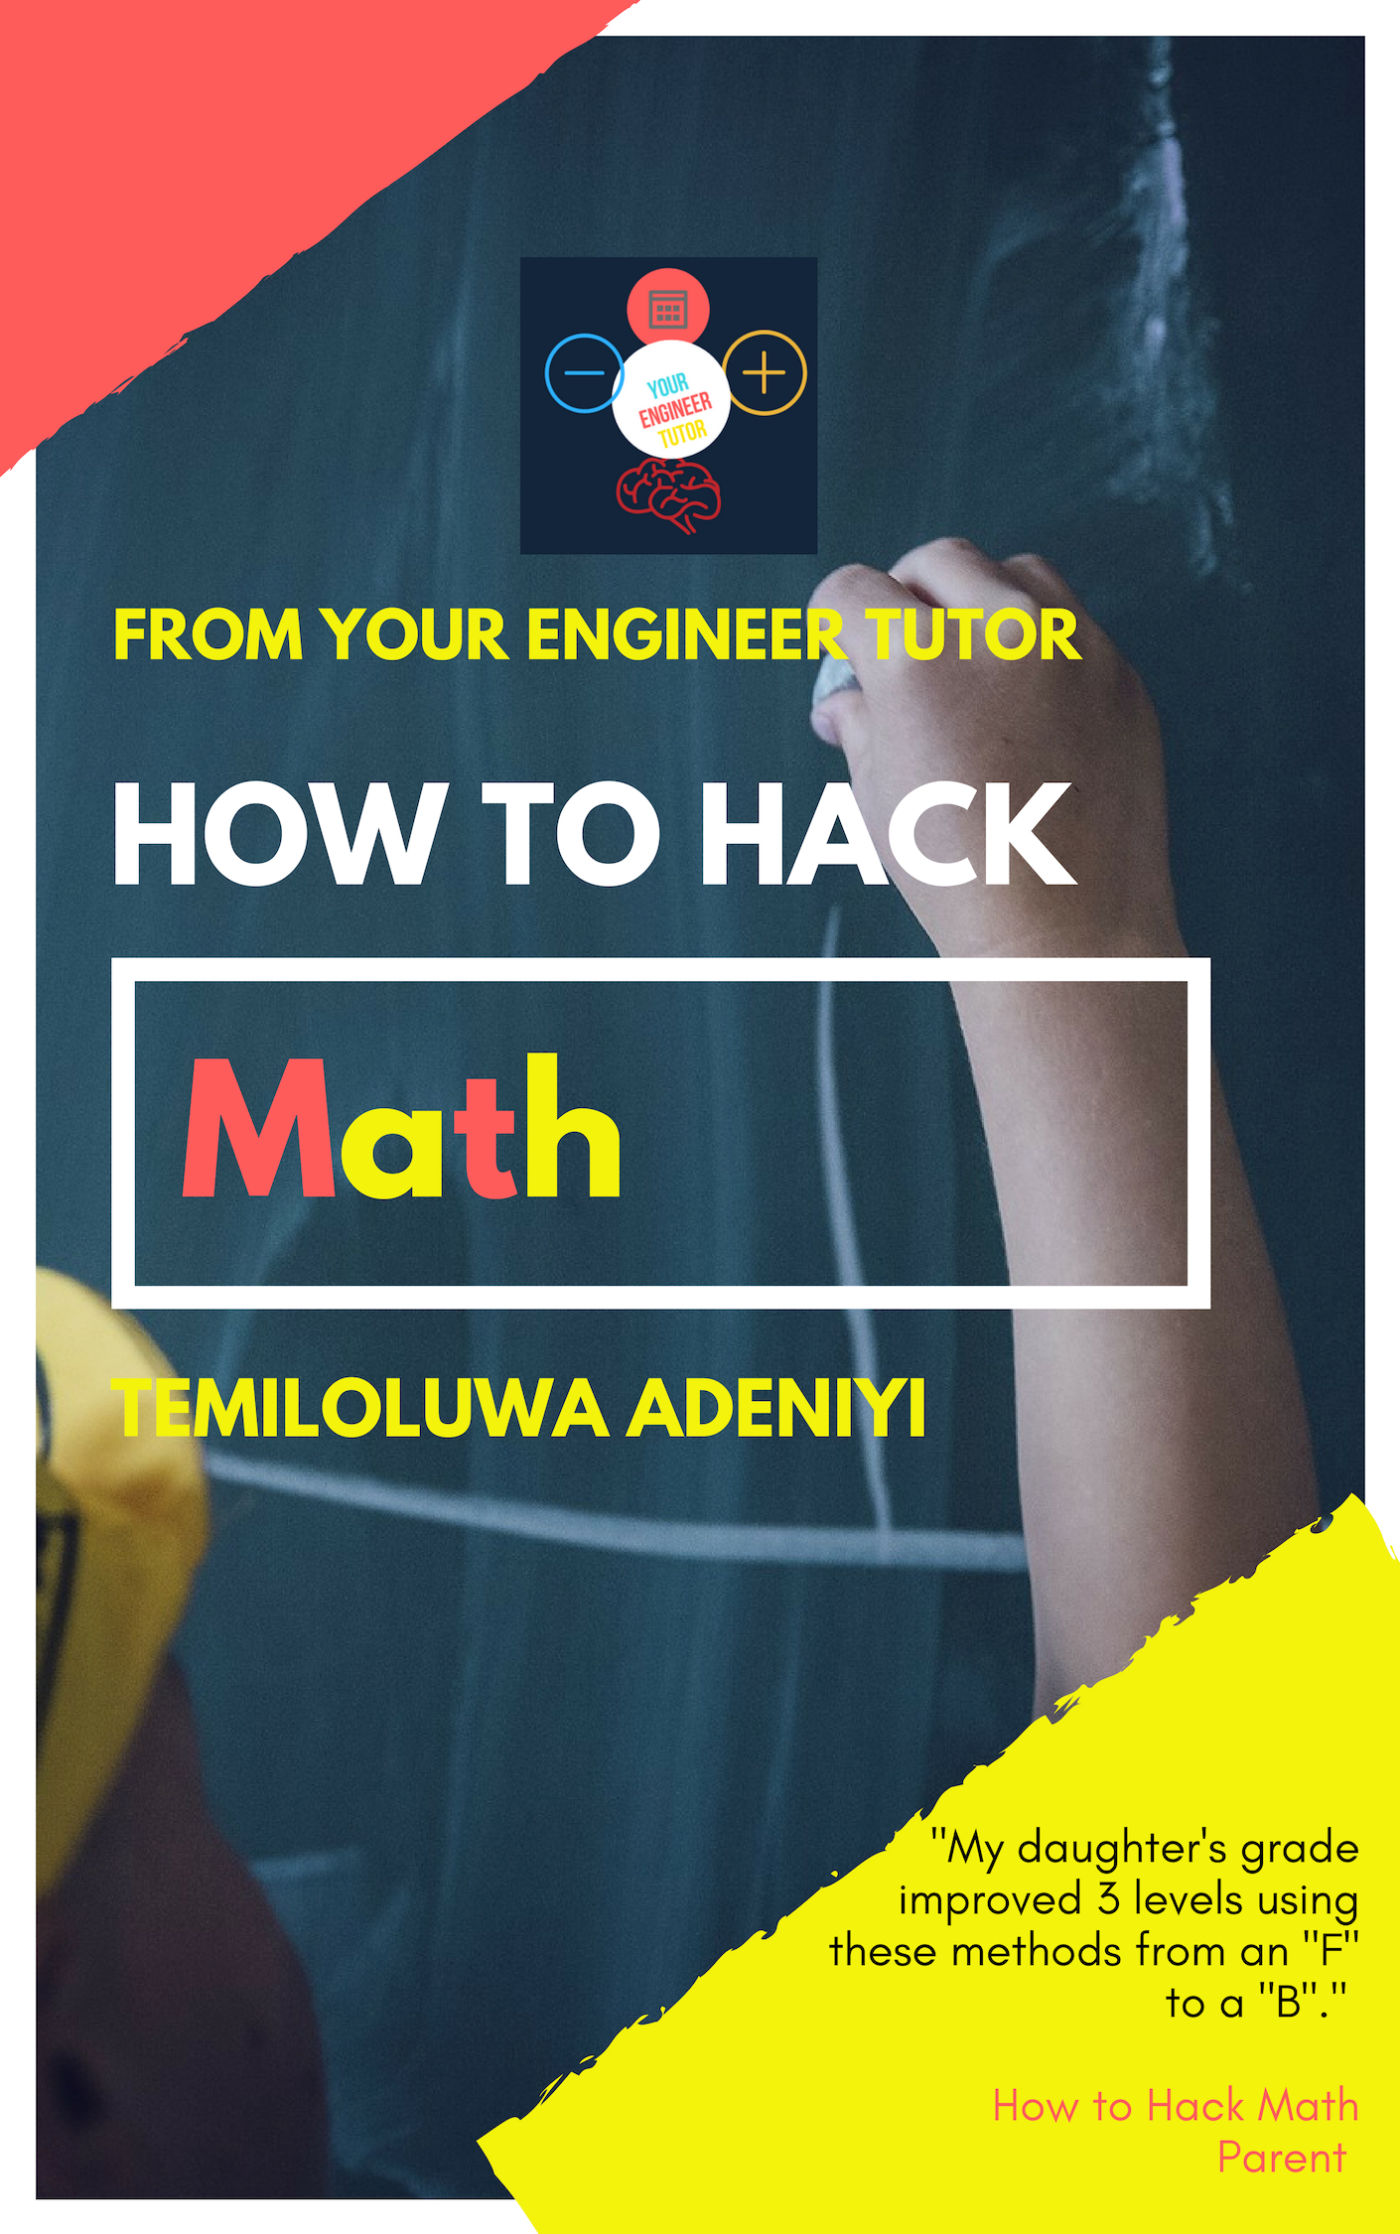 YOUR
ENGINEER
TUTOR
FROM YOUR ENGINEER TUTOR
HOW TO HACK
Math
TEMILOLUWA ADENIYI
"My daughter's grade
improved 3 levels using
these methods from an "F"
to a "B"."
How to Hack Math
Parent